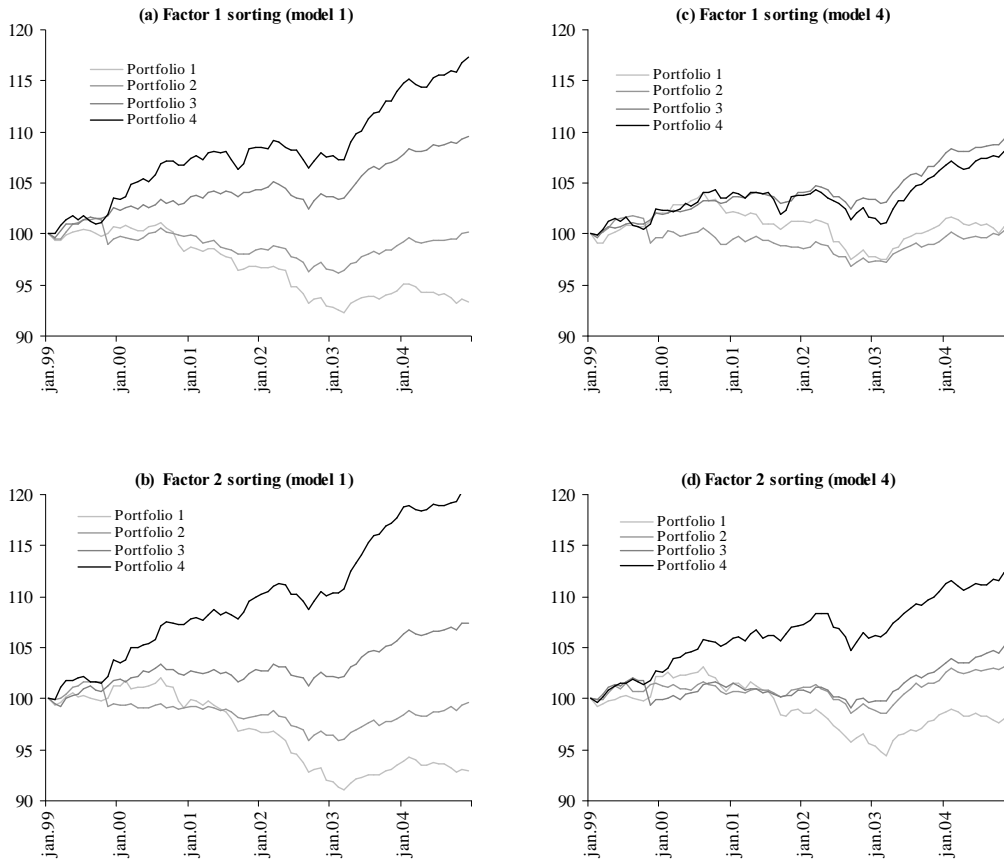 (a) Factor 1 sorting (model 1)
120
115
110
105
100
95
90
Portfolio 1
Portfolio 2
Portfolio 3
Portfolio 4
jan.99
jan.00
jan.01
jan.02
jan.03
jan.04
(c) Factor 1 sorting (model 4)
120
115
110
105
100
95
90
Portfolio 1
Portfolio 2
Portfolio 3
Portfolio 4
jan.99
jan.00
jan.01
jan.02
jan.03
jan.04
(b) Factor 2 sorting (model 1)
120
115
110
105
100
95
90
Portfolio 1
Portfolio 2
Portfolio 3
Portfolio 4
jan.99
jan.00
jan.01
jan.02
jan.03
jan.04
(d) Factor 2 sorting (model 4)
120
115
110
105
100
95
90
Portfolio 1
Portfolio 2
Portfolio 3
Portfolio 4
jan.99
jan.00
jan.01
jan.02
jan.03
jan.04